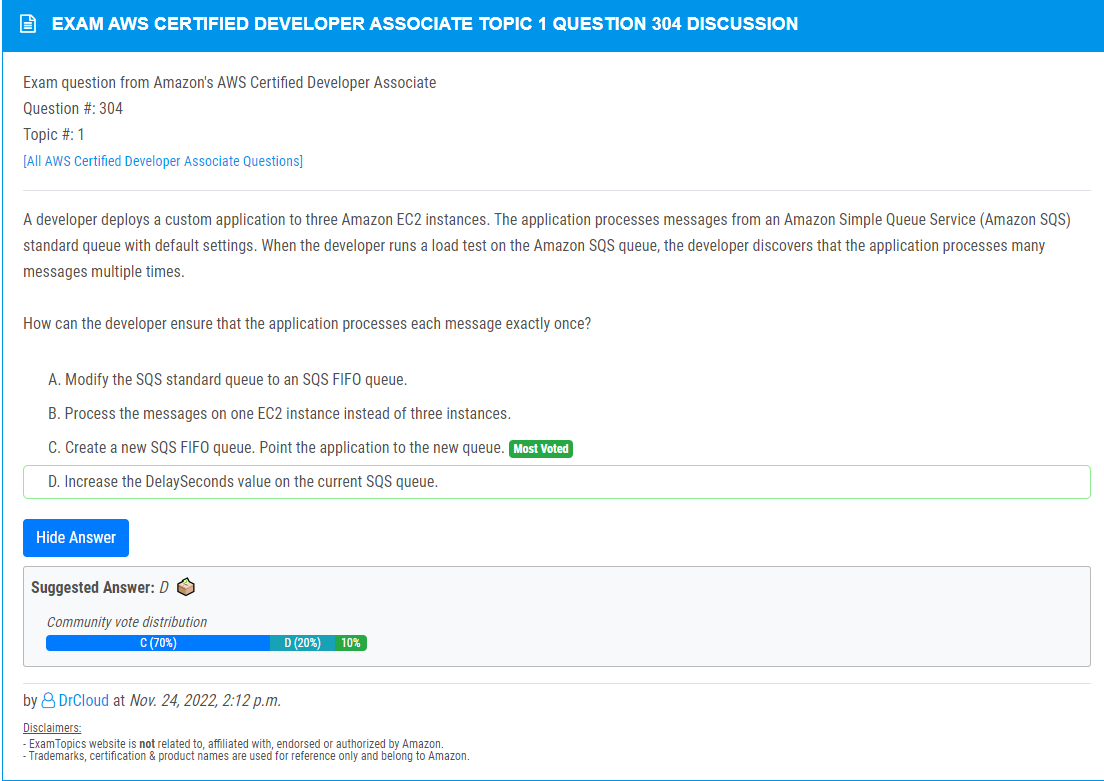 EXAM AWS CERTIFIED DEVELOPER ASSOCIATE TOPIC 1 QUESTION 304 DISCUSSION
Exam question from Amazon's AWS Certified Developer Associate
Question #: 304
Topic #: 1
[All AWS Certified Developer Associate Questions]
A developer deploys a custom application to three Amazon EC2 instances. The application processes messages from an Amazon Simple Queue Service (Amazon SQS)
standard queue with default settings. When the developer runs a load test on the Amazon SQS queue, the developer discovers that the application processes many
messages multiple times.
How can the developer ensure that the application processes each message exactly once?
A. Modify the SQS standard queue to an SQS FIFO queue.
B. Process the messages on one EC2 instance instead of three instances.
C. Create a new SQS FIFO queue. Point the application to the new queue. Most Voted
D. Increase the DelaySeconds value on the current SQS queue.
Hide Answer
Suggested Answer: D
Community vote distribution
C (70%) D (20%) 10%
by DrCloud at Nov. 24, 2022, 2:12 p.m.
Disclaimers:
- ExamTopics website is not related to, affiliated with, endorsed or authorized by Amazon.
- Trademarks, certification & product names are used for reference only and belong to Amazon.